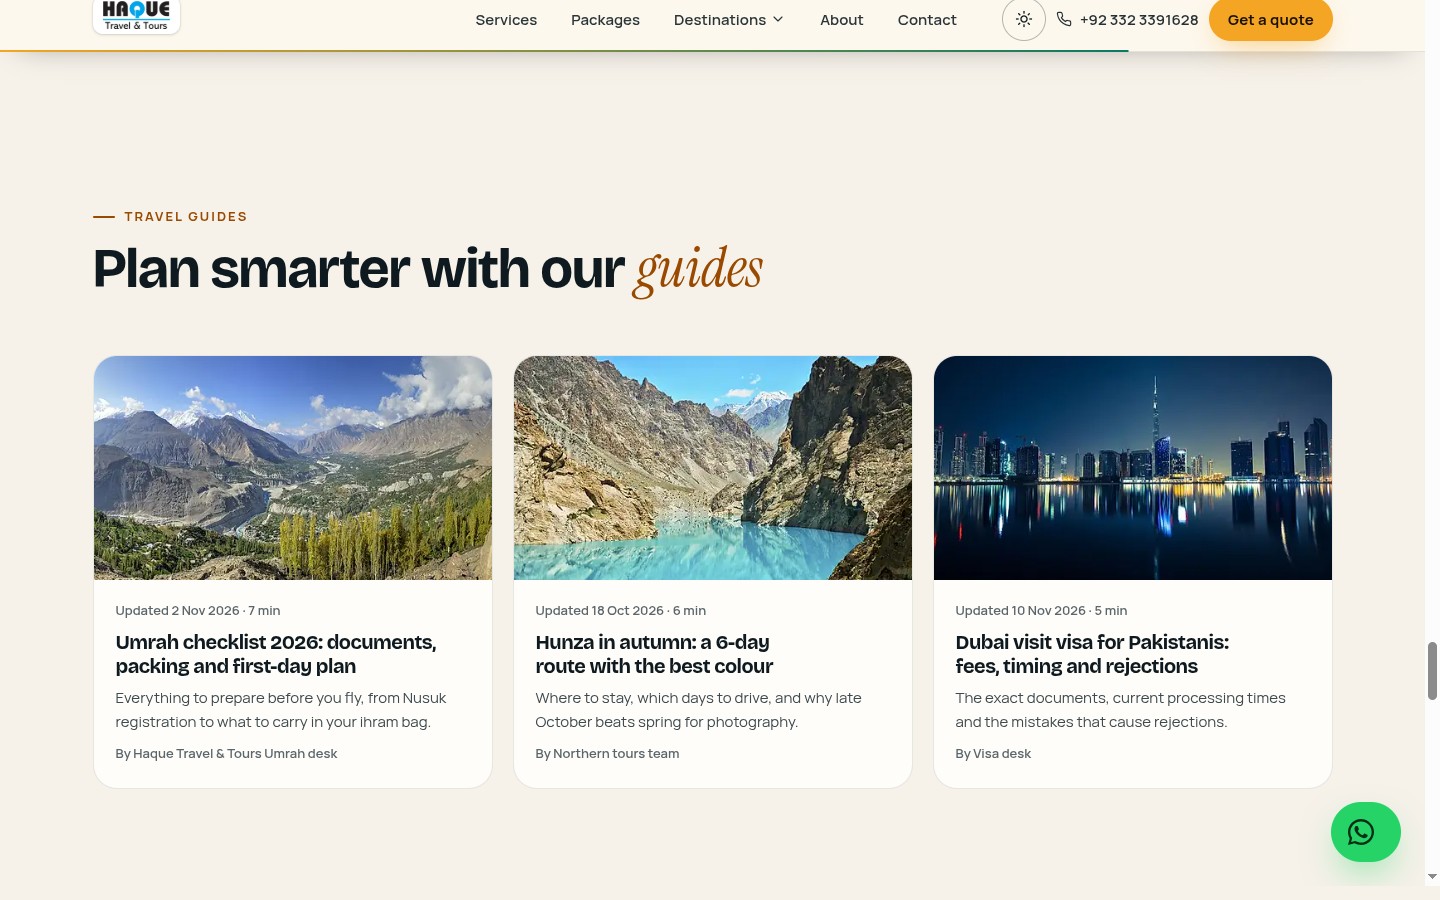 HAQUE
Travel & Tours
Services
Packages
Destinations
About
Contact
+92 332 3391628
Get a quote
TRAVEL GUIDES
Plan smarter with our guides
Updated 2 Nov 2026 · 7 min
Umrah checklist 2026: documents,
packing and first-day plan
Everything to prepare before you fly, from Nusuk
registration to what to carry in your ihram bag.
By Haque Travel & Tours Umrah desk
Updated 18 Oct 2026 · 6 min
Hunza in autumn: a 6-day
route with the best colour
Where to stay, which days to drive, and why late
October beats spring for photography.
By Northern tours team
Updated 10 Nov 2026 · 5 min
Dubai visit visa for Pakistanis:
fees, timing and rejections
The exact documents, current processing times
and the mistakes that cause rejections.
By Visa desk